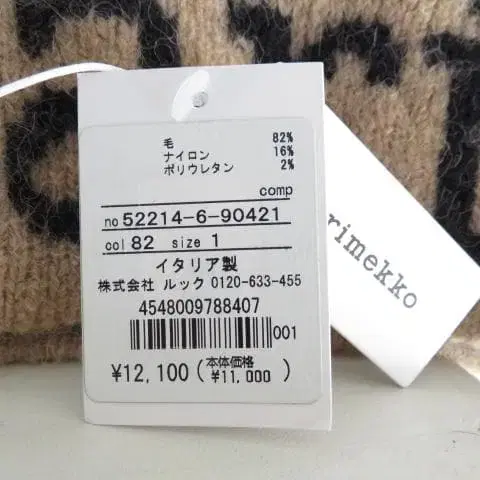 毛 82%
ナイロン 16%
ポリウレタン 2%
comp
no 52214-6-90421
col 82 size 1
イタリア製
株式会社 ルック 0120-633-455
4548009788407
001
¥12,100(本体価格 ¥11,000)
rimekko